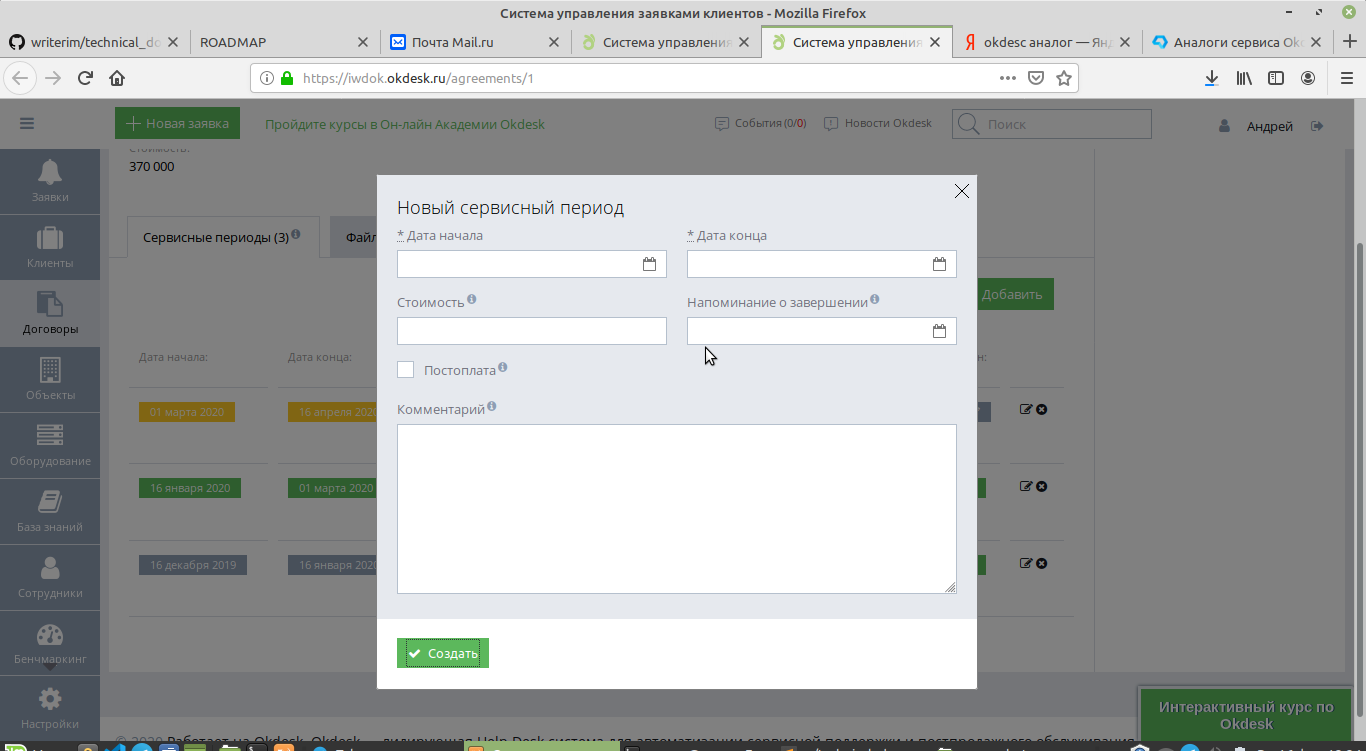 Система управления заявками клиентов - Mozilla Firefox
writerim/technical_do
ROADMAP
Почта Mail.ru
Система управления
Система управления
okdesc аналог — Ян
Аналоги сервиса Ok
https://iwdok.okdesk.ru/agreements/1
Новая заявка
Пройдите курсы в Он-лайн Академии Okdesk
События (0/0)
Новости Okdesk
Поиск
Андрей
Стоимость:
370 000
Заявки
Клиенты
Договоры
Объекты
Оборудование
База знаний
Сотрудники
Бенчмаркинг
Настройки
Сервисные периоды (3)
Файл
Добавить
Дата начала:
Дата конца:
н:
01 марта 2020
16 апреля 2020
16 января 2020
01 марта 2020
16 декабря 2019
16 января 2020
Новый сервисный период
* Дата начала
* Дата конца
Стоимость
Напоминание о завершении
Постоплата
Комментарий
Создать
Интерактивный курс по
Okdesk
© 2020 Работает на Okdesk. Okdesk — лидирующая Help Desk система для автоматизации сервисной поддержки и постпродажного обслуживания